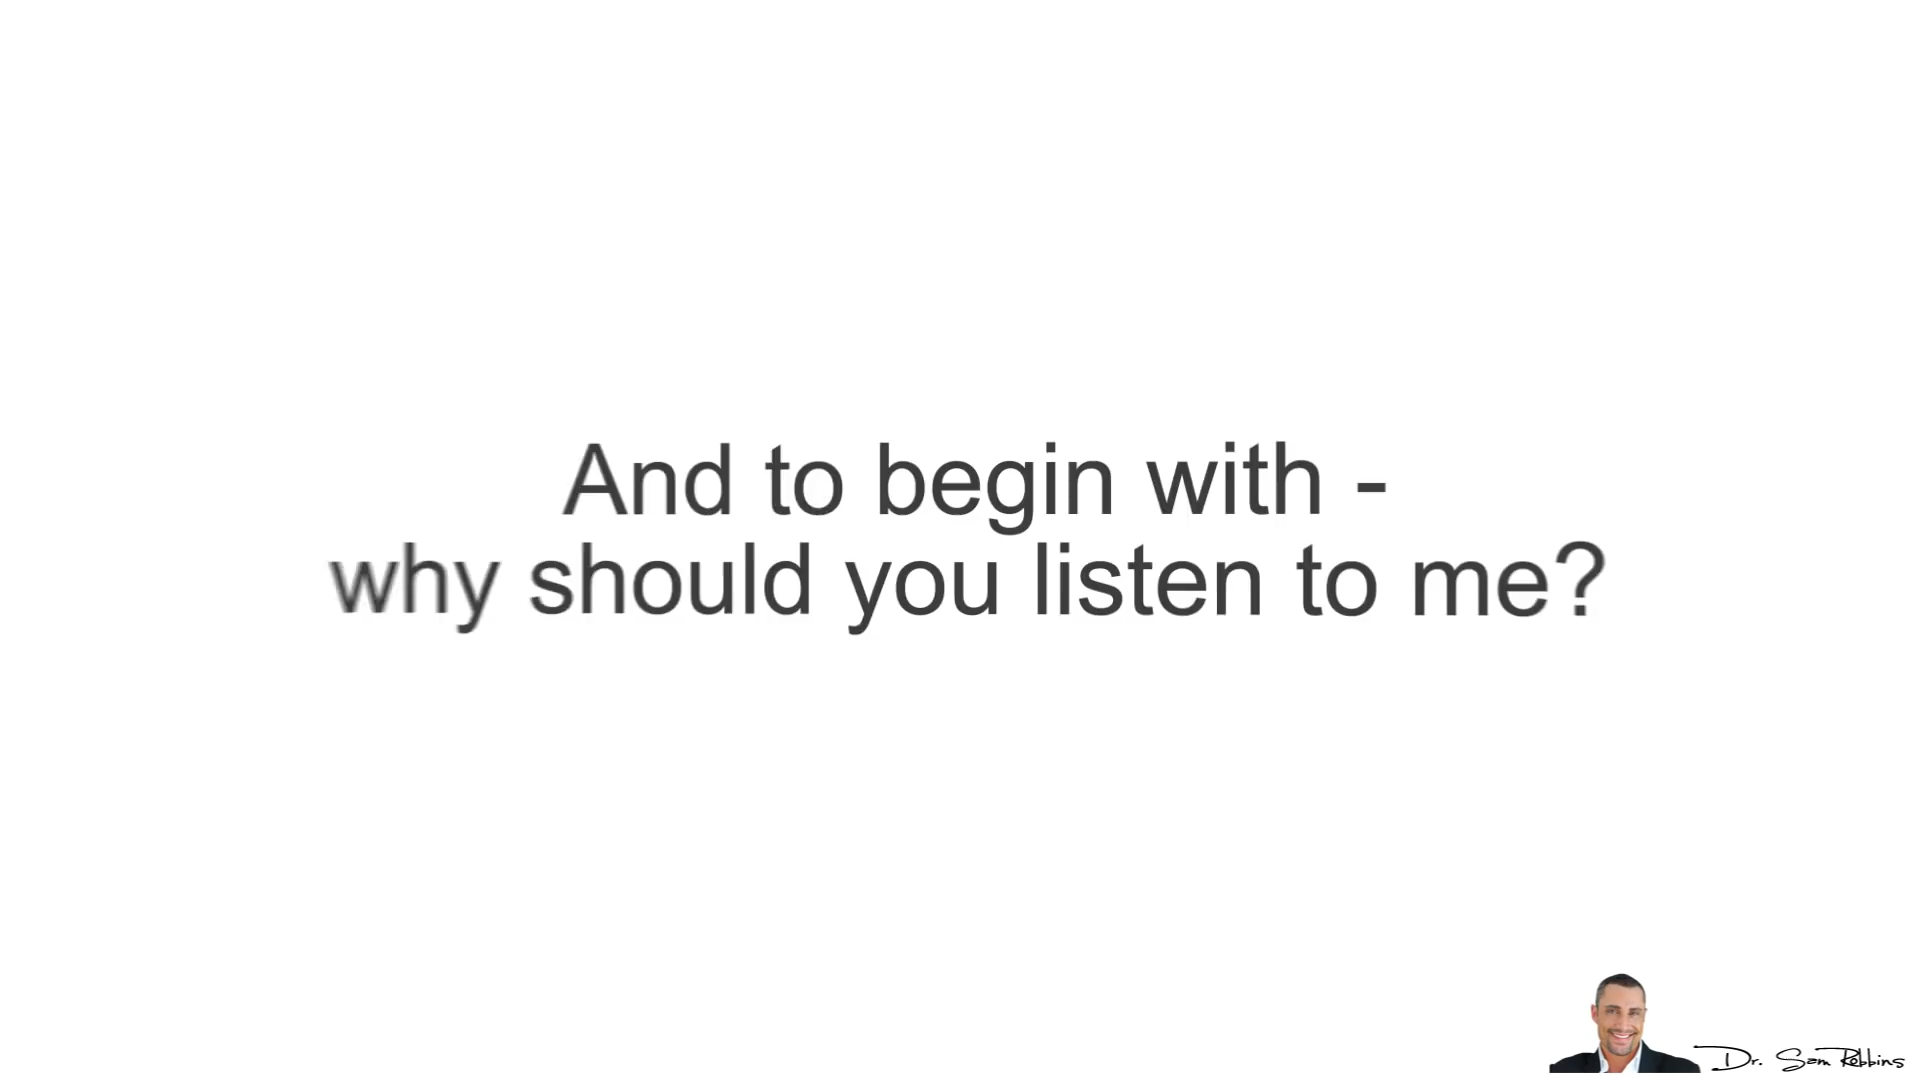 And to begin with -
why should you listen to me?
Dr. Sam Robbins